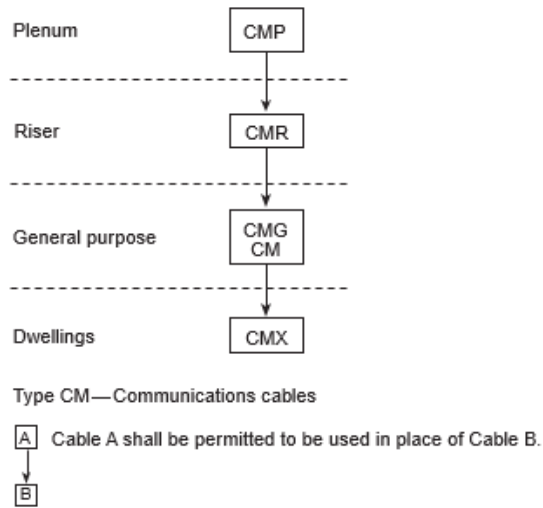 Plenum CMP
Riser CMR
General purpose CMG
CM
Dwellings CMX
Type CM—Communications cables
A Cable A shall be permitted to be used in place of Cable B.
B